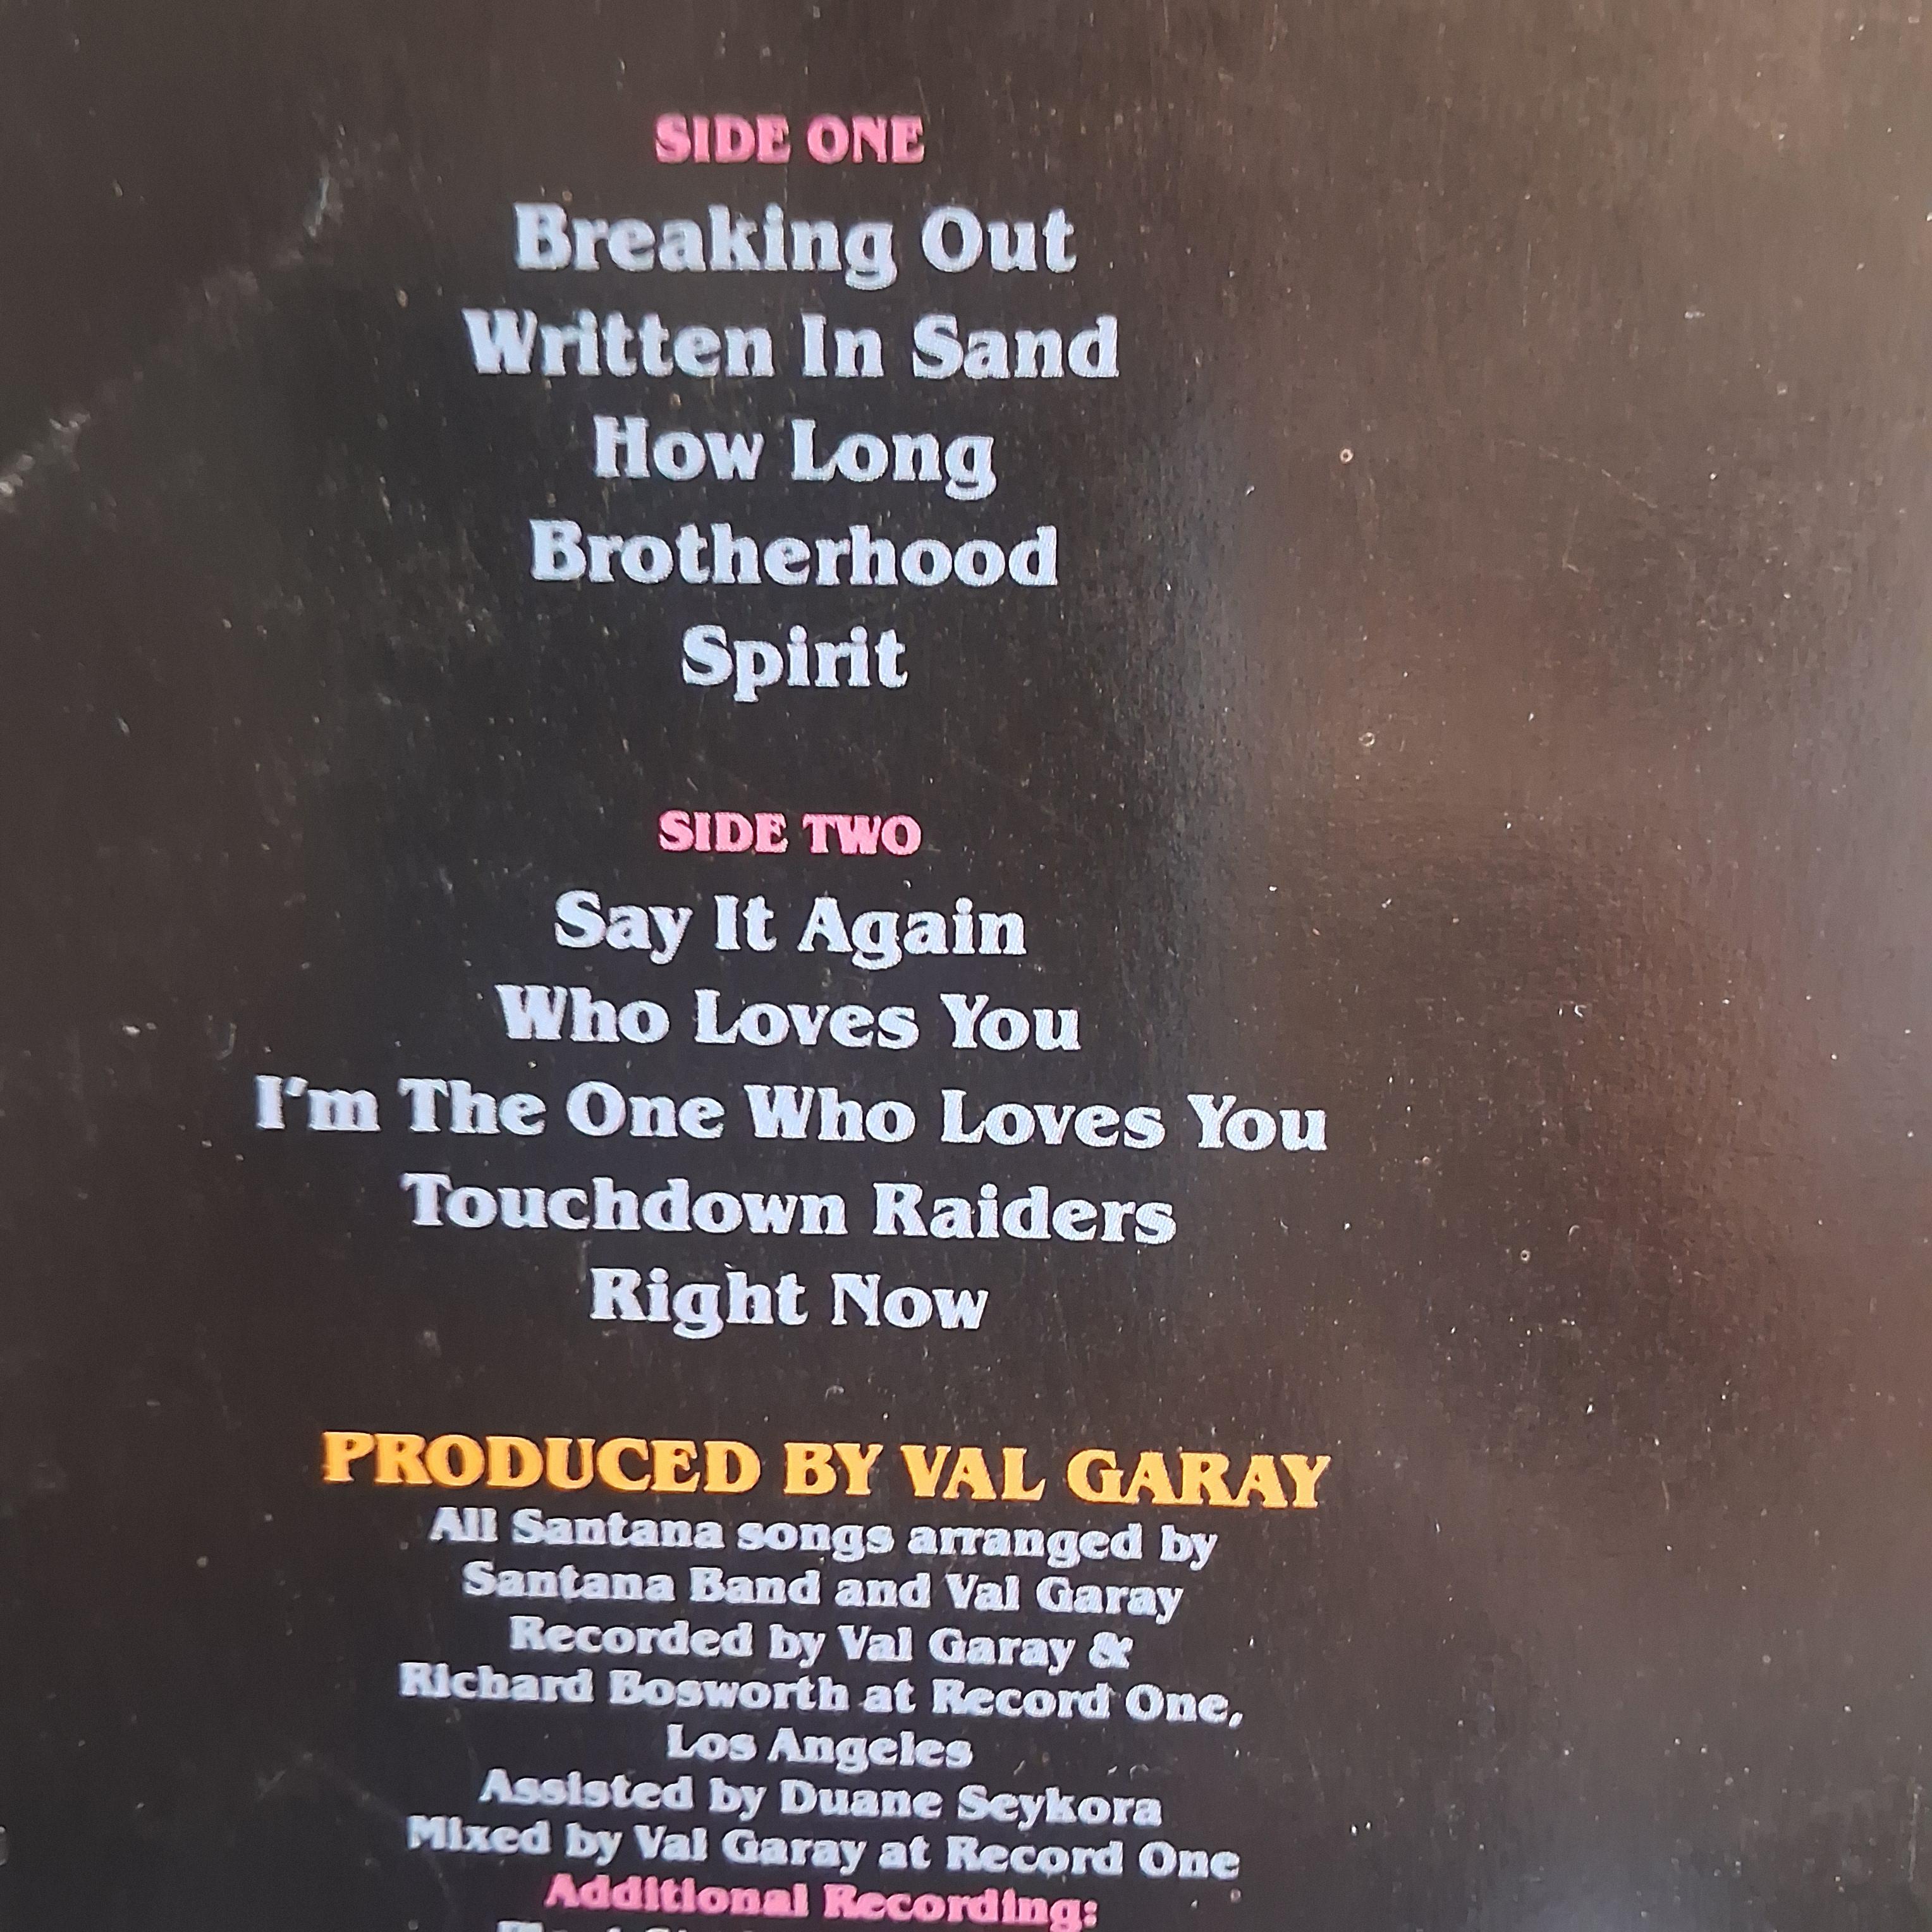 SIDE ONE
Breaking Out
Written In Sand
How Long
Brotherhood
Spirit
SIDE TWO
Say It Again
Who Loves You
I'm The One Who Loves You
Touchdown Raiders
Right Now
PRODUCED BY VAL GARAY
All Santana songs arranged by
Santana Band and Val Garay
Recorded by Val Garay &
Richard Bosworth at Record One,
Los Angeles
Assisted by Duane Seykora
Mixed by Val Garay at Record One
Additional Recording: